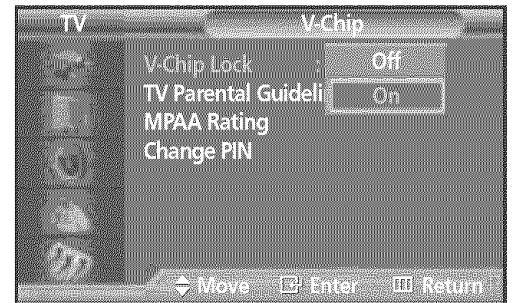 TV V-Chip
V-Chip Lock : Off
TV Parental Guideli On
MPAA Rating
Change PIN
Move Enter Return